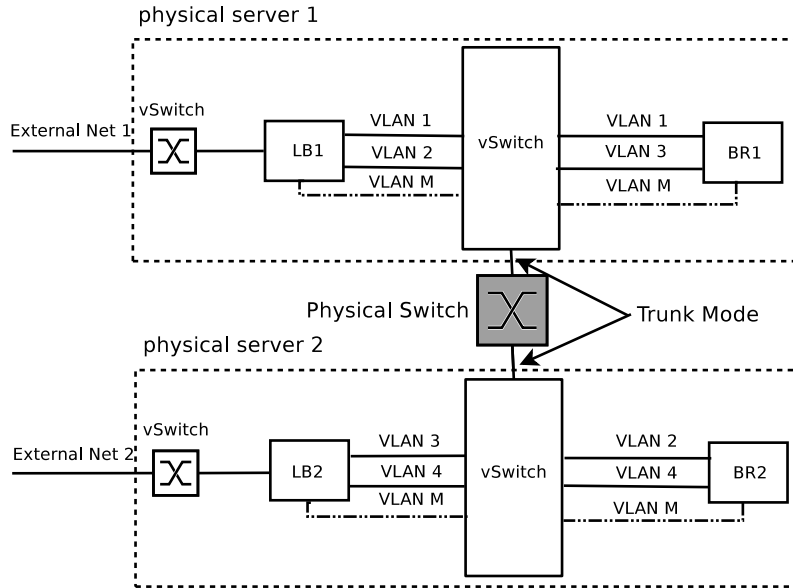 physical server 1
vSwitch
External Net 1
LB1
VLAN 1
VLAN 2
VLAN M
vSwitch
VLAN 1
VLAN 3
VLAN M
BR1
Physical Switch
Trunk Mode
physical server 2
vSwitch
External Net 2
LB2
VLAN 3
VLAN 4
VLAN M
vSwitch
VLAN 2
VLAN 4
VLAN M
BR2